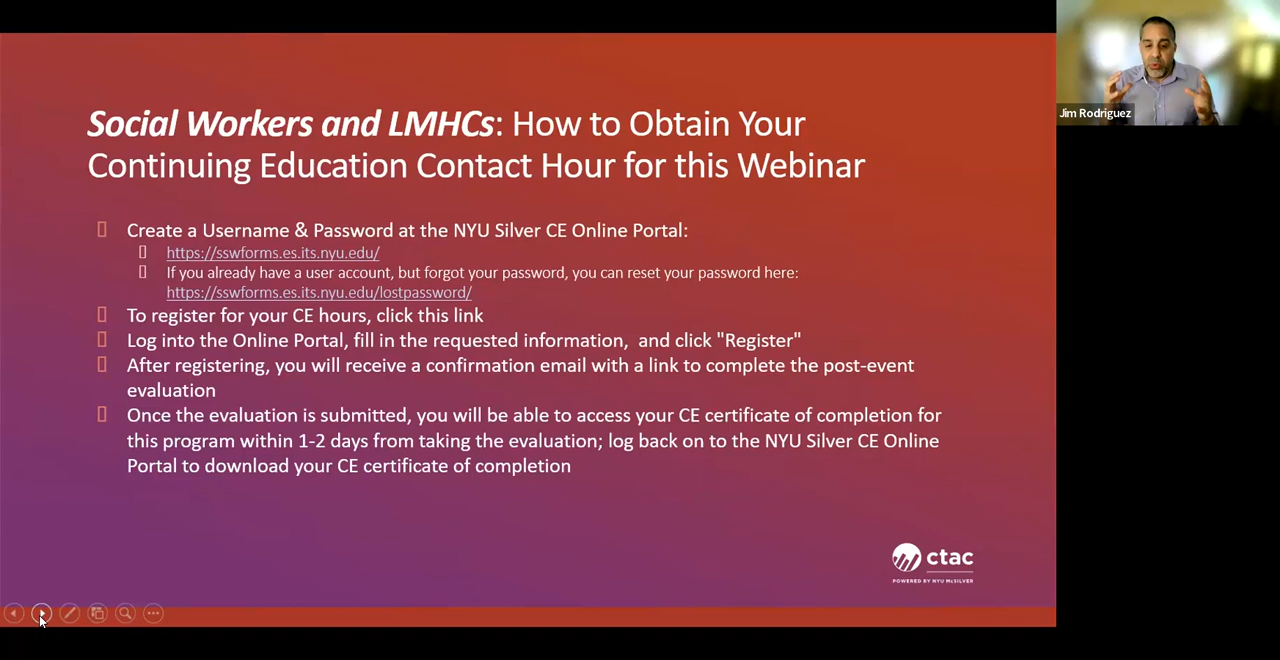 Social Workers and LMHCs: How to Obtain Your
Continuing Education Contact Hour for this Webinar
Create a Username & Password at the NYU Silver CE Online Portal:
https://sswforms.es.its.nyu.edu/
If you already have a user account, but forgot your password, you can reset your password here:
https://sswforms.es.its.nyu.edu/lostpassword/
To register for your CE hours, click this link
Log into the Online Portal, fill in the requested information,  and click "Register"
After registering, you will receive a confirmation email with a link to complete the post-event
evaluation
Once the evaluation is submitted, you will be able to access your CE certificate of completion for
this program within 1-2 days from taking the evaluation; log back on to the NYU Silver CE Online
Portal to download your CE certificate of completion
ctac
POWERED BY NYU McSILVER
Jim Rodriguez